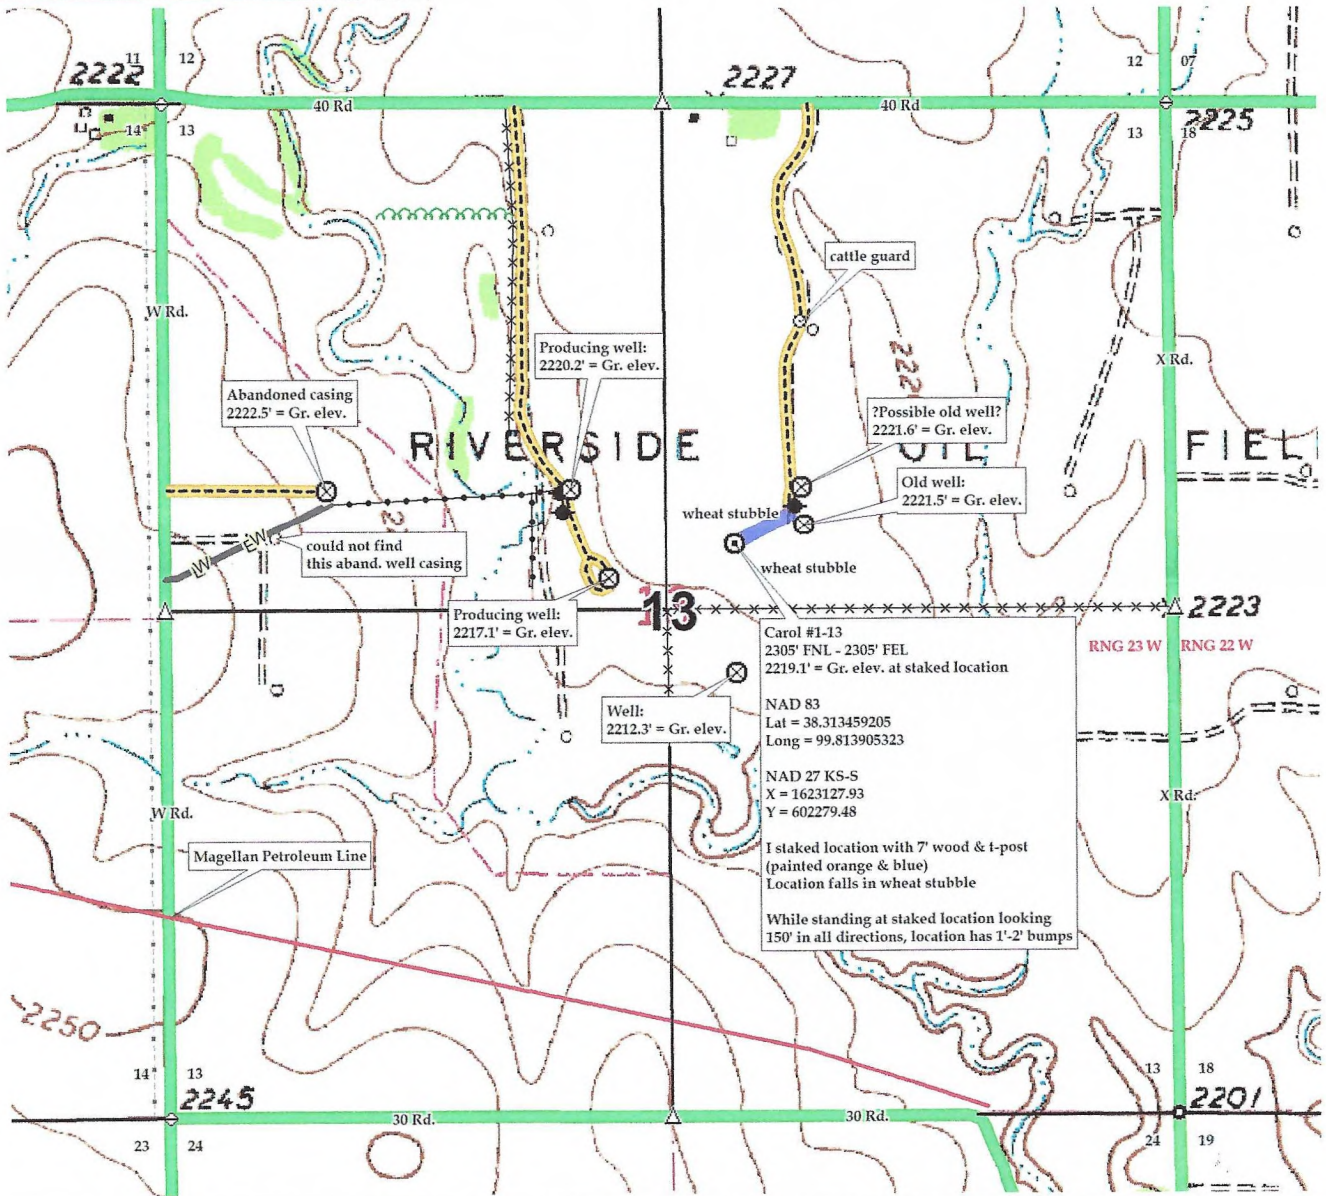 11
12
12
07
2222
2227
40 Rd
40 Rd
14
13
13
18
2225
cattle guard
W Rd.
X Rd.
Producing well:
2220.2' = Gr. elev.
Abandoned casing
2222.5' = Gr. elev.
?Possible old well?
2221.6' = Gr. elev.
RIVERSIDE OIL FIEL
Old well:
2221.5' = Gr. elev.
wheat stubble
LW
EW
could not find
this aband. well casing
wheat stubble
Producing well:
2217.1' = Gr. elev.
13
2223
RNG 23 W
RNG 22 W
Carol #1-13
2305' FNL - 2305' FEL
2219.1' = Gr. elev. at staked location
NAD 83
Lat = 38.313459205
Long = 99.813905323
NAD 27 KS-S
X = 1623127.93
Y = 602279.48
I staked location with 7' wood & t-post
(painted orange & blue)
Location falls in wheat stubble
While standing at staked location looking
150' in all directions, location has 1'-2' bumps
Well:
2212.3' = Gr. elev.
W Rd.
X Rd.
Magellan Petroleum Line
2250
14
13
13
18
2245
2201
30 Rd.
30 Rd.
23
24
24
19